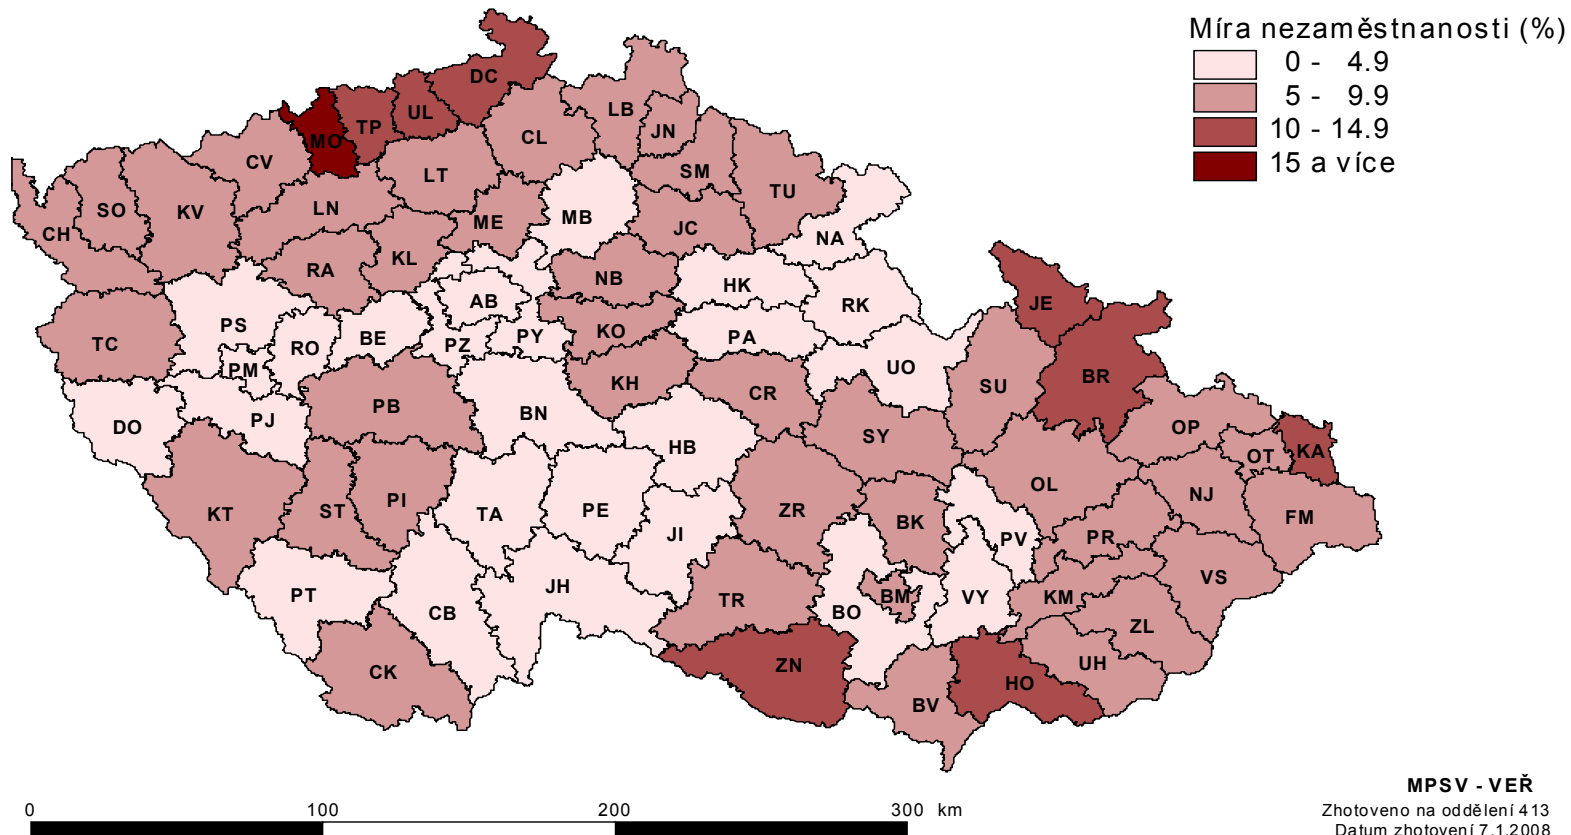 Míra nezaměstnanosti (%)
0 - 4.9
5 - 9.9
10 - 14.9
15 a více
DC
UL
TP
MO
LB
JN
CL
CV
LT
SM
TU
SO
KV
LN
ME
MB
JC
CH
NA
RA
KL
NB
HK
RK
JE
AB
PS
RO
BE
PZ
PY
KO
PA
TC
PM
UO
BR
SU
KH
CR
PB
BN
DO
PJ
SY
OP
HB
OT
KA
OL
NJ
KT
ST
PI
TA
PE
ZR
BK
FM
JI
PV
PR
VS
PT
CB
JH
TR
BO
BM
VY
KM
ZL
CK
ZN
UH
HO
BV
0 100 200 300 km
MPSV - VEŘ
Zhotoveno na oddělení 413
Datum zhotovení 7.1.2008